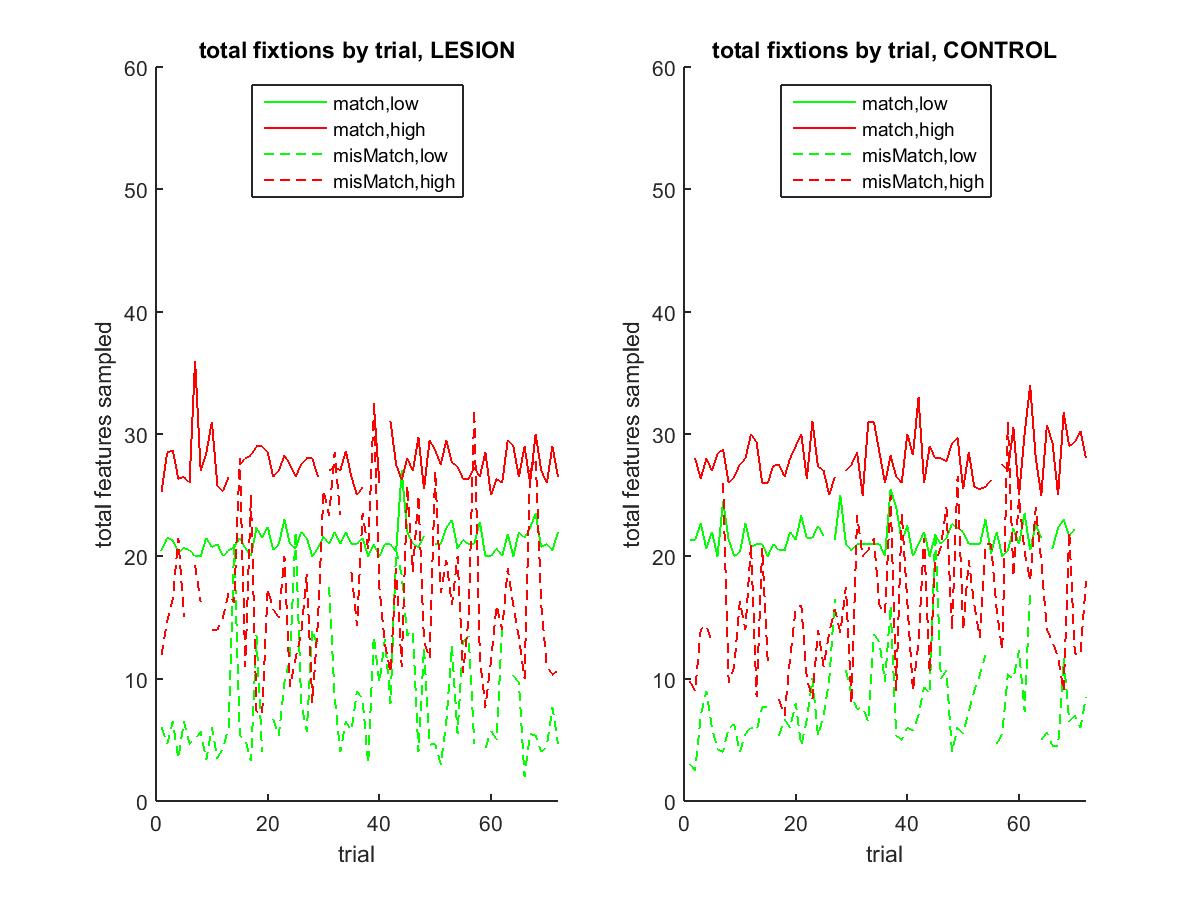 total fixtions by trial, LESION
60
50
40
30
20
10
0
0 20 40 60
trial
total features sampled
match,low
match,high
misMatch,low
misMatch,high
total fixtions by trial, CONTROL
60
50
40
30
20
10
0
0 20 40 60
trial
total features sampled
match,low
match,high
misMatch,low
misMatch,high